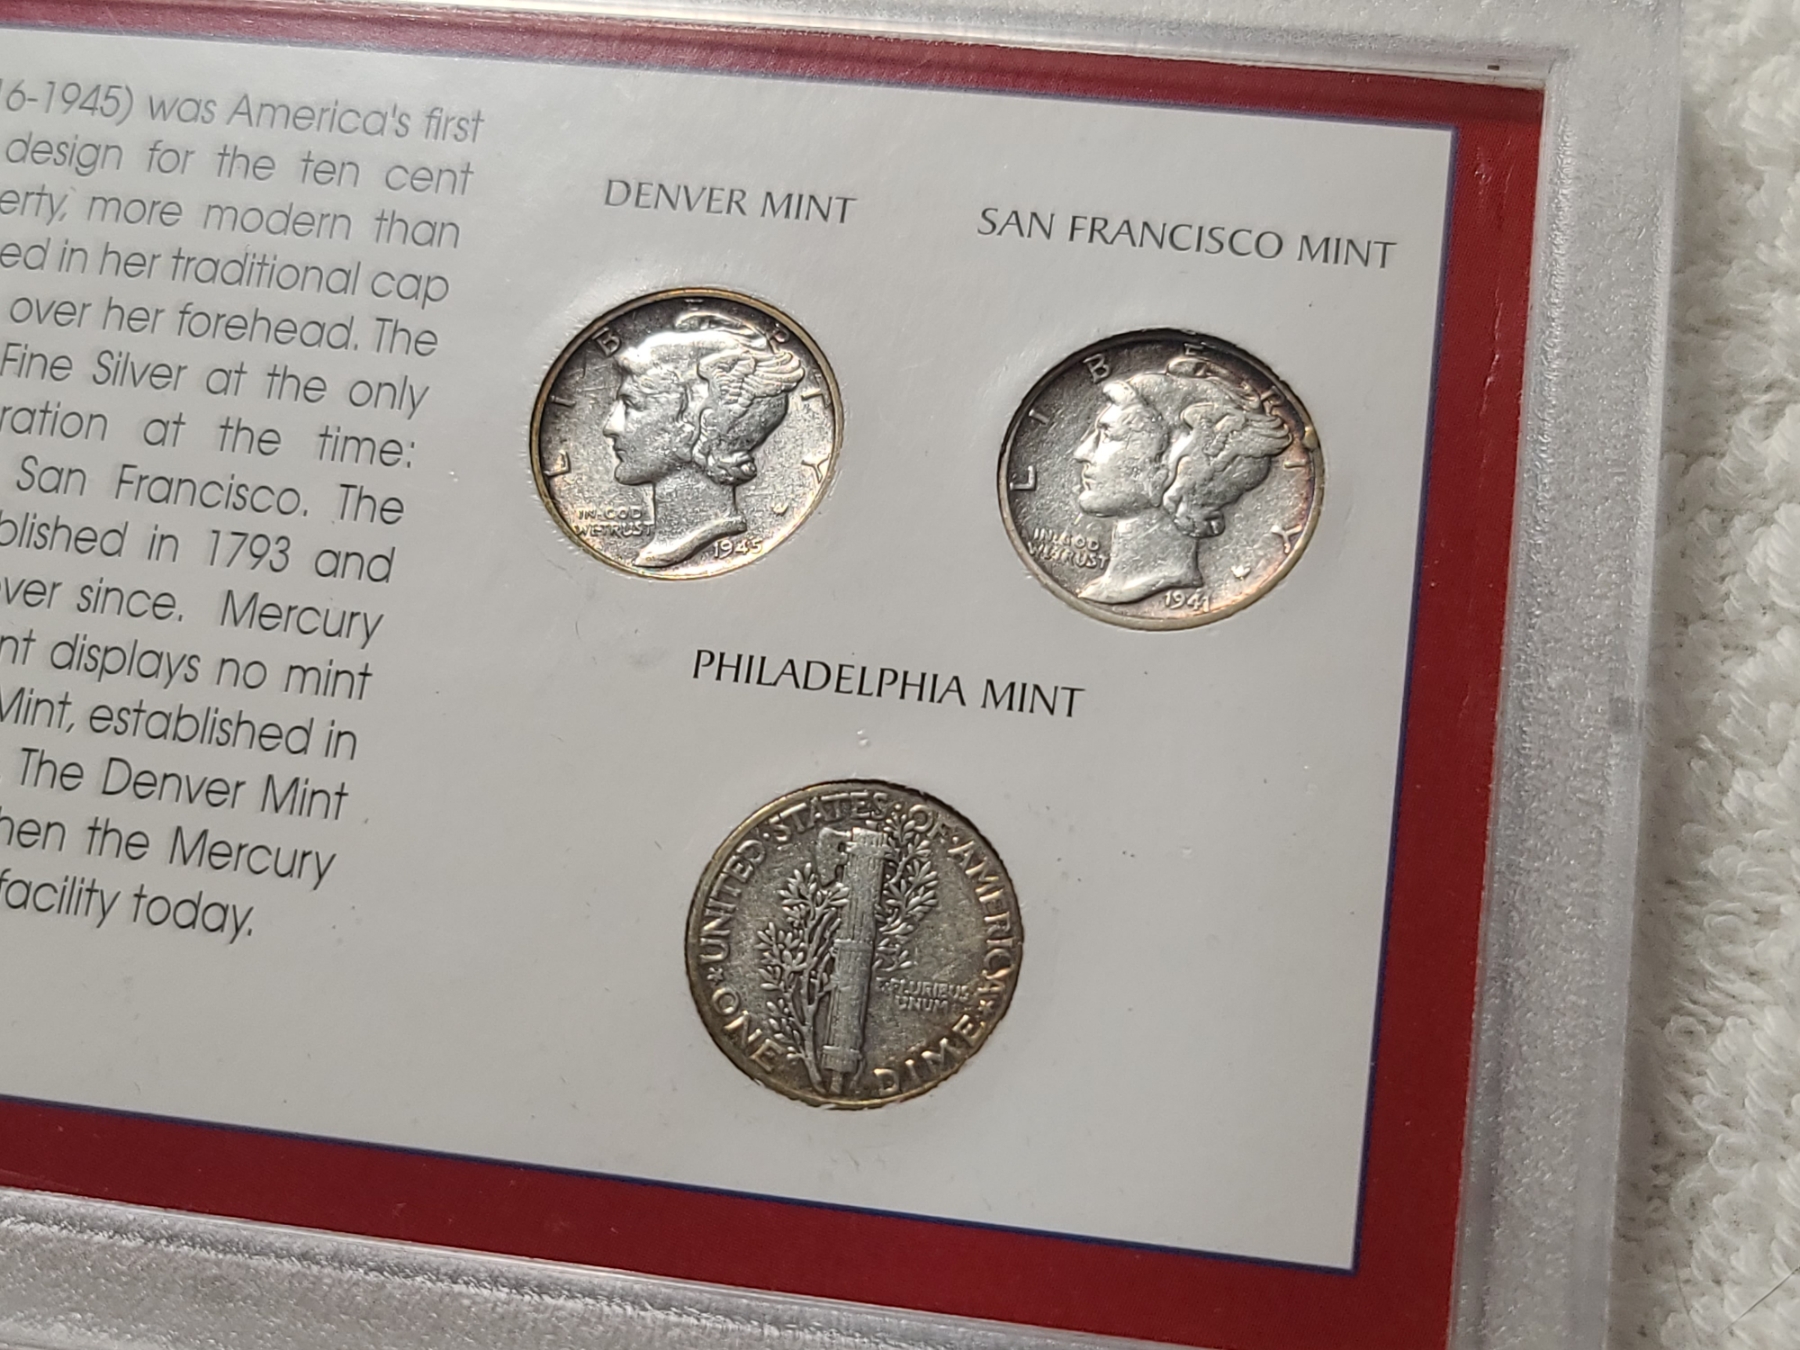 16-1945) was America's first
design for the ten cent
erty, more modern than
ed in her traditional cap
over her forehead. The
Fine Silver at the only
ration at the time:
San Francisco. The
blished in 1793 and
ver since. Mercury
nt displays no mint
Mint, established in
The Denver Mint
hen the Mercury
facility today.
DENVER MINT
LIBERTY
IN GOD
WE TRUST
1945
SAN FRANCISCO MINT
LIBERTY
IN GOD
WE TRUST
1941
PHILADELPHIA MINT
UNITED·STATES·OF·AMERICA
E·PLURIBUS
UNUM
ONE DIME